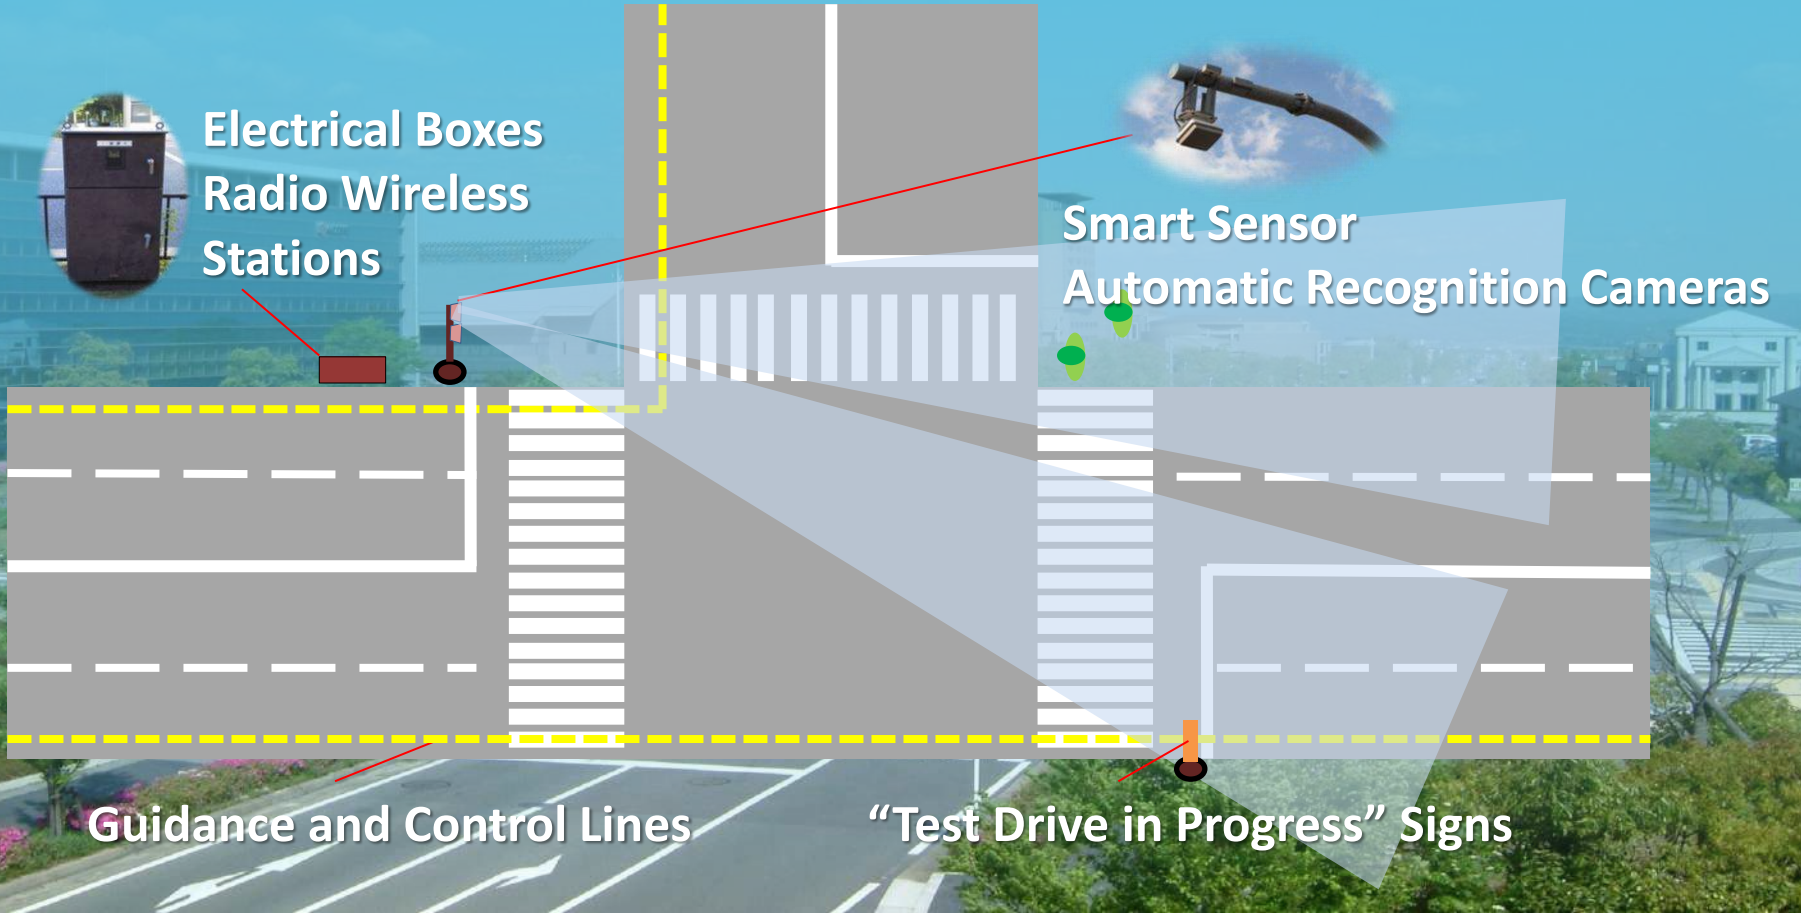 Electrical Boxes
Radio Wireless
Stations
Smart Sensor
Automatic Recognition Cameras
Guidance and Control Lines
“Test Drive in Progress” Signs